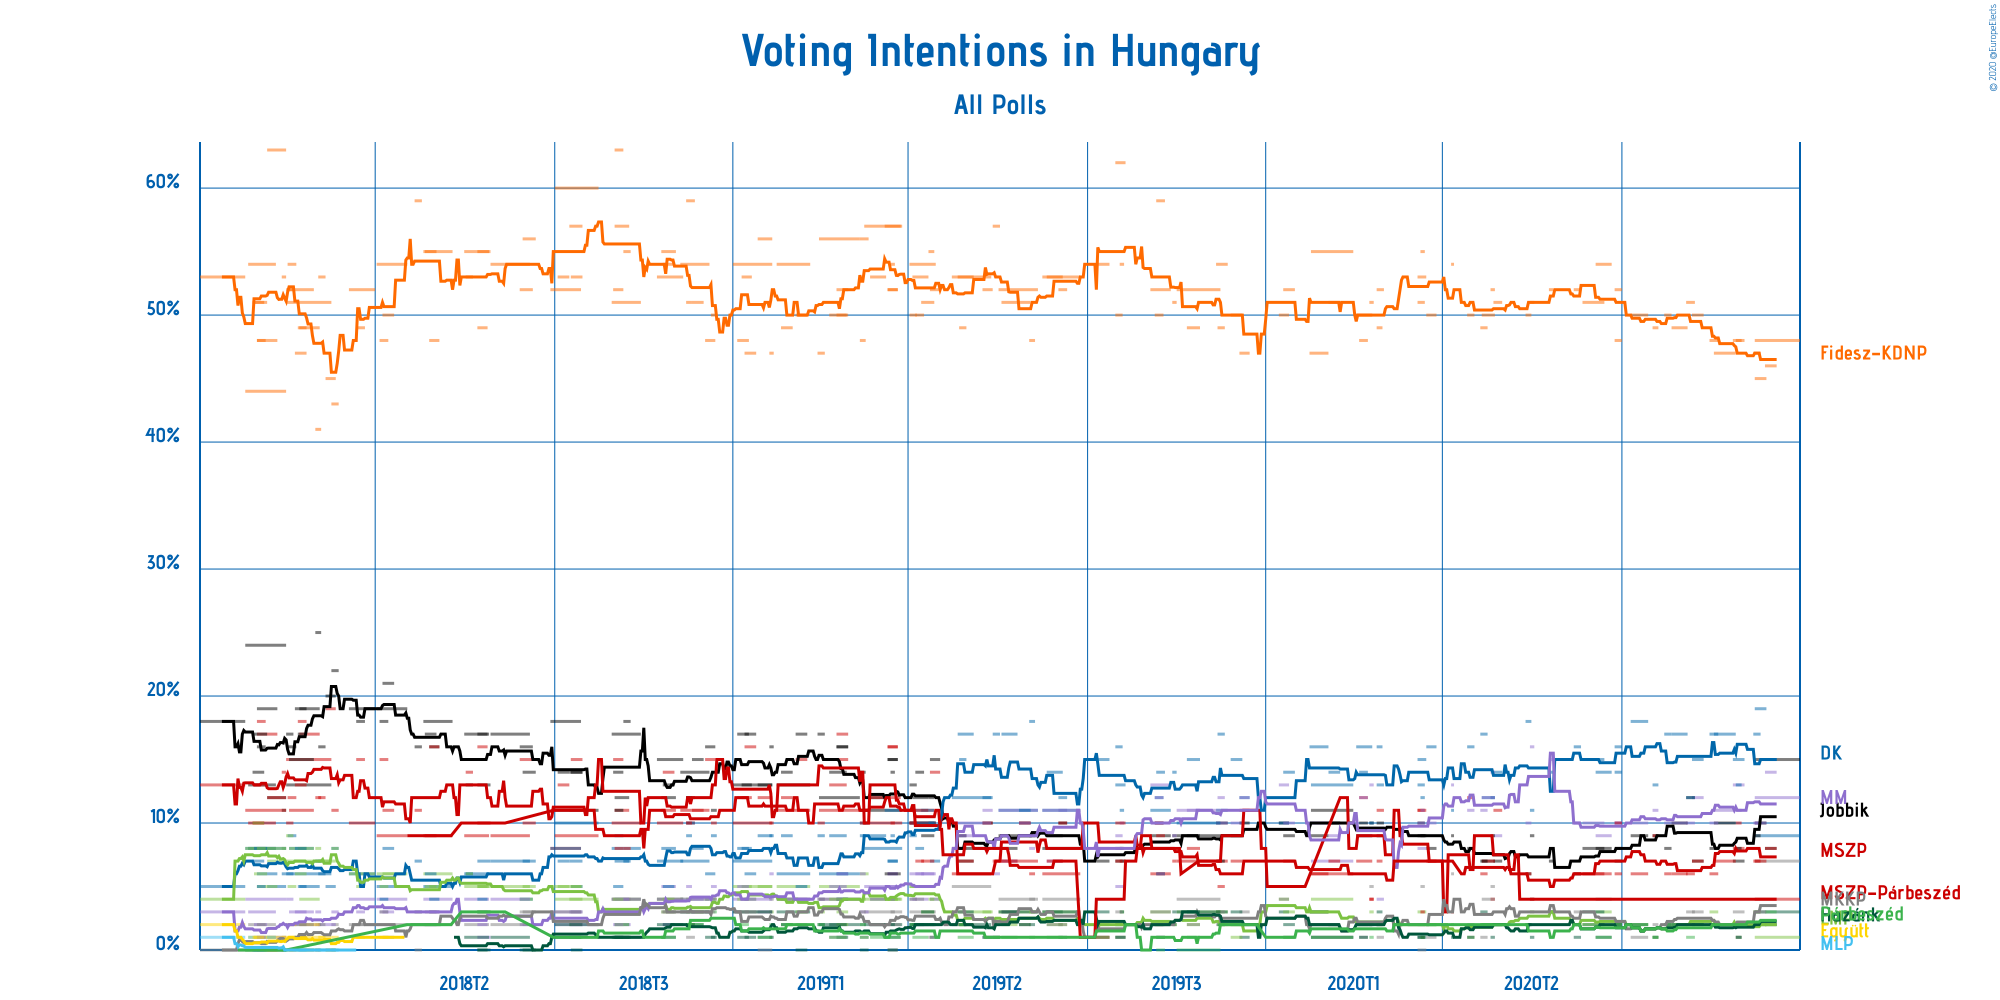 Voting Intentions in Hungary
All Polls
© 2020 @EuropeElects
60%
50%
40%
30%
20%
10%
0%
Fidesz-KDNP
DK
MM
Jobbik
MSZP
MSZP-Párbeszéd
MKKP
Párbeszéd
Együtt
MLP
2018T2
2018T3
2019T1
2019T2
2019T3
2020T1
2020T2